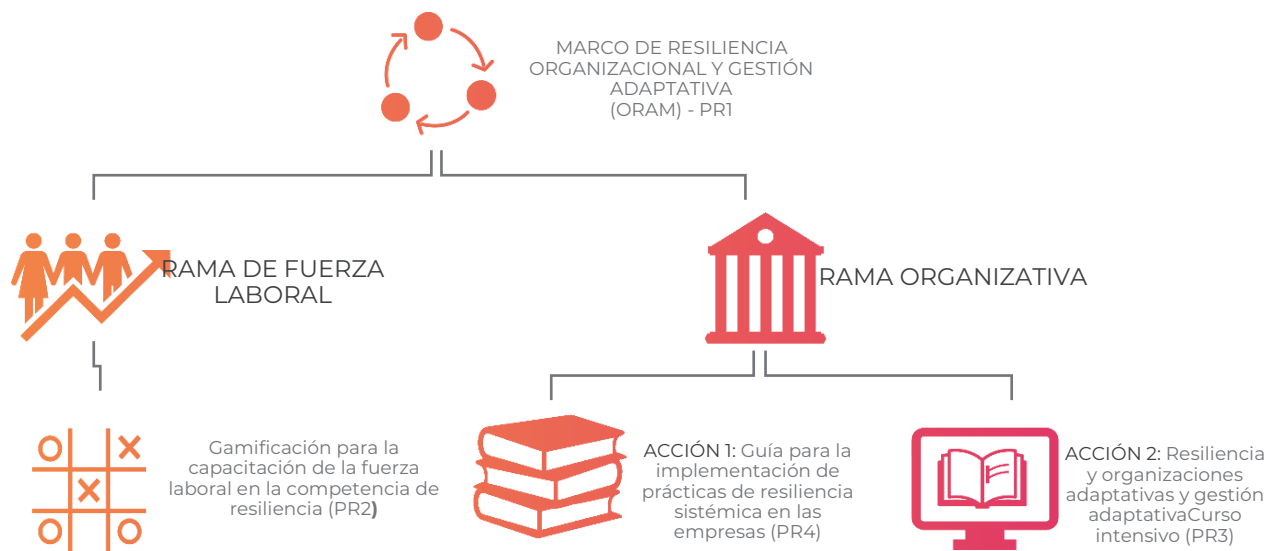 MARCO DE RESILIENCIA
ORGANIZACIONAL Y GESTIÓN
ADAPTATIVA
(ORAM) - PR1
RAMA DE FUERZA
LABORAL
RAMA ORGANIZATIVA
Gamificación para la
capacitación de la fuerza
laboral en la competencia de
resiliencia (PR2)
ACCIÓN 1: Guía para la
implementación de
prácticas de resiliencia
sistémica en las
empresas (PR4)
ACCIÓN 2: Resiliencia
y organizaciones
adaptativas y gestión
adaptativaCurso
intensivo (PR3)